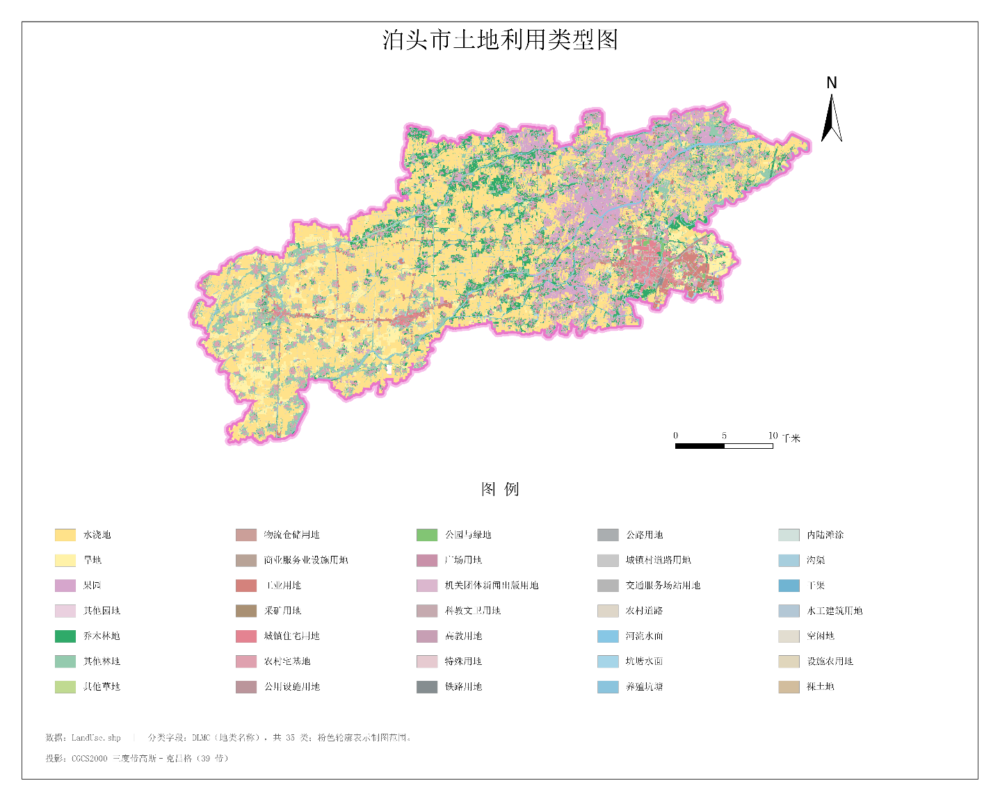 泊头市土地利用类型图
N
0 5 10 千米
图 例
水浇地 物流仓储用地 公园与绿地 公路用地 内陆滩涂
旱地 商业服务业设施用地 广场用地 城镇村道路用地 沟渠
果园 工业用地 机关团体新闻出版用地 交通服务场站用地 干渠
其他园地 采矿用地 科教文卫用地 农村道路 水工建筑用地
乔木林地 城镇住宅用地 高教用地 河流水面 空闲地
其他林地 农村宅基地 特殊用地 坑塘水面 设施农用地
其他草地 公用设施用地 铁路用地 养殖坑塘 裸土地
数据：LandUse.shp | 分类字段：DLMC（地类名称），共 35 类；粉色轮廓表示制图范围。
投影：CGCS2000 三度带高斯-克吕格（39 带）